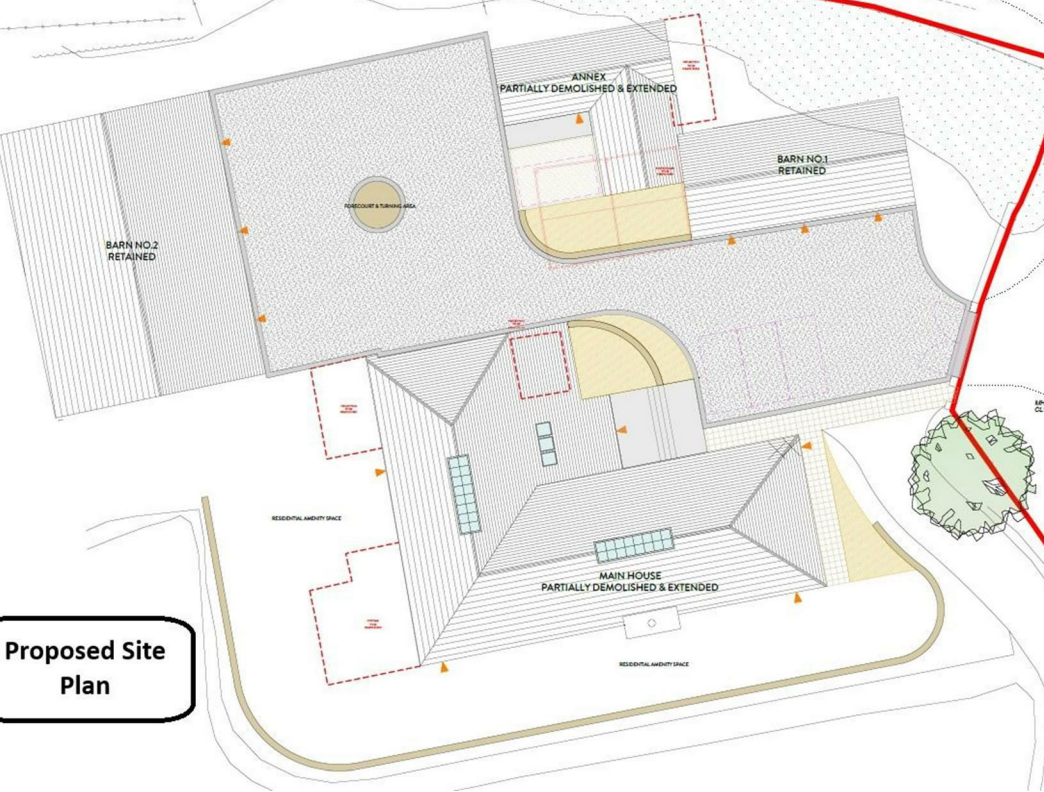 ANNEX
PARTIALLY DEMOLISHED & EXTENDED
BARN NO.1
RETAINED
FORECOURT & TURNING AREA
BARN NO.2
RETAINED
RESIDENTIAL AMENITY SPACE
MAIN HOUSE
PARTIALLY DEMOLISHED & EXTENDED
RESIDENTIAL AMENITY SPACE
Proposed Site
Plan